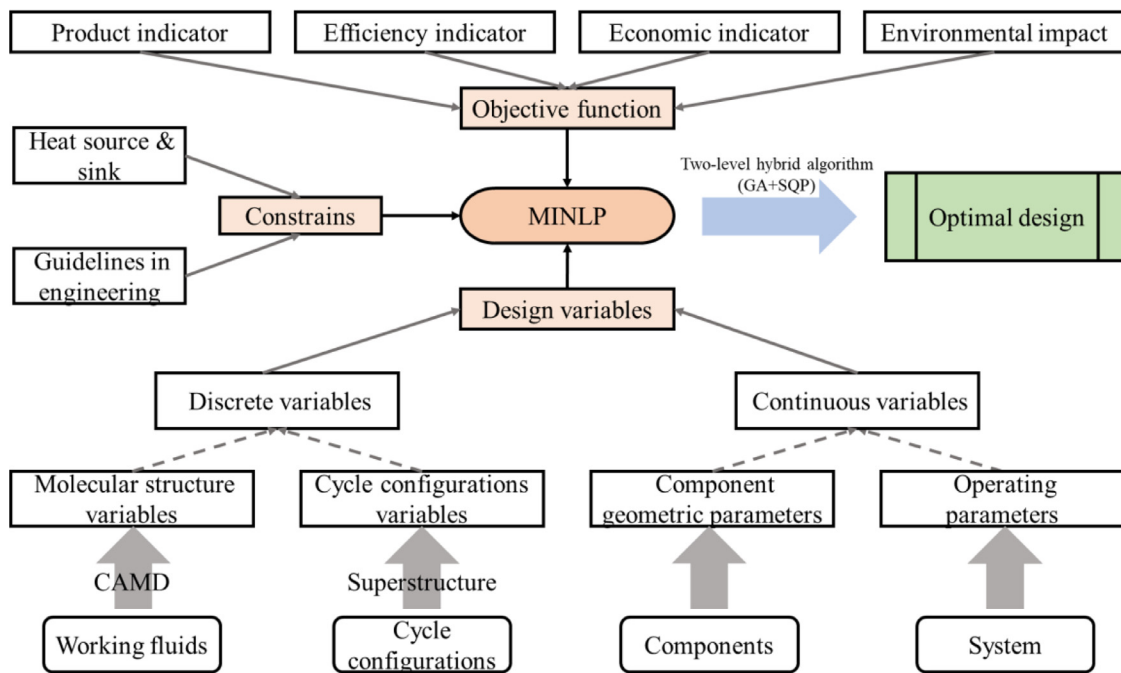 Product indicator
Efficiency indicator
Economic indicator
Environmental impact
Objective function
Heat source &
sink
Constrains
MINLP
Two-level hybrid algorithm
(GA+SQP)
Optimal design
Guidelines in
engineering
Design variables
Discrete variables
Continuous variables
Molecular structure
variables
Cycle configurations
variables
Component
geometric parameters
Operating
parameters
CAMD
Superstructure
Working fluids
Cycle
configurations
Components
System